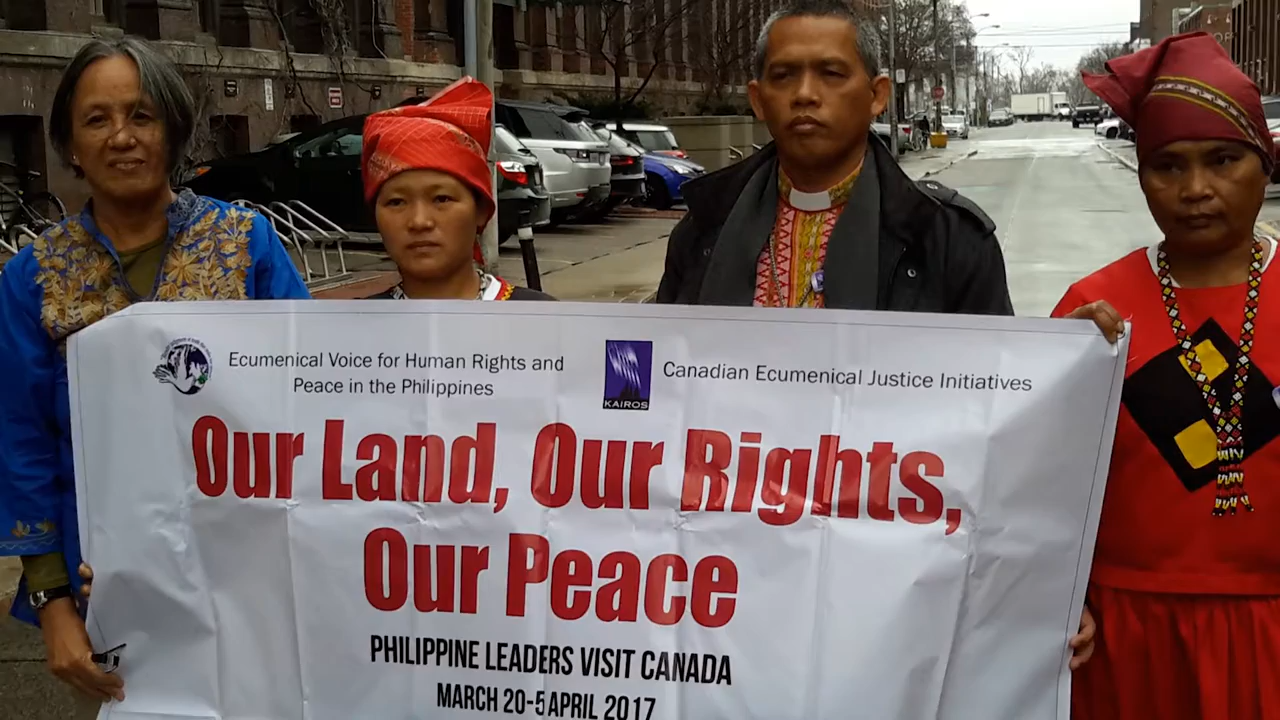 Ecumenical Voice for Human Rights and
Peace in the Philippines
KAIROS
Canadian Ecumenical Justice Initiatives
Our Land, Our Rights,
Our Peace
PHILIPPINE LEADERS VISIT CANADA
MARCH 20-5 APRIL 2017